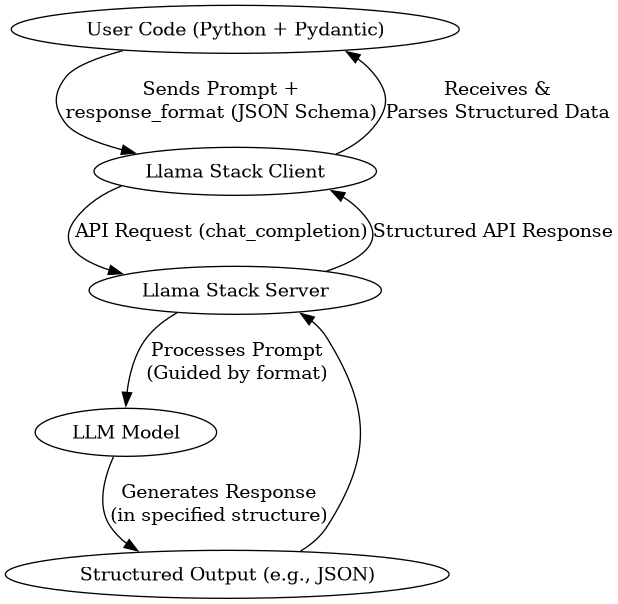 User Code (Python + Pydantic)
Sends Prompt +
response_format (JSON Schema)
Receives &
Parses Structured Data
Llama Stack Client
API Request (chat_completion)
Structured API Response
Llama Stack Server
Processes Prompt
(Guided by format)
LLM Model
Generates Response
(in specified structure)
Structured Output (e.g., JSON)